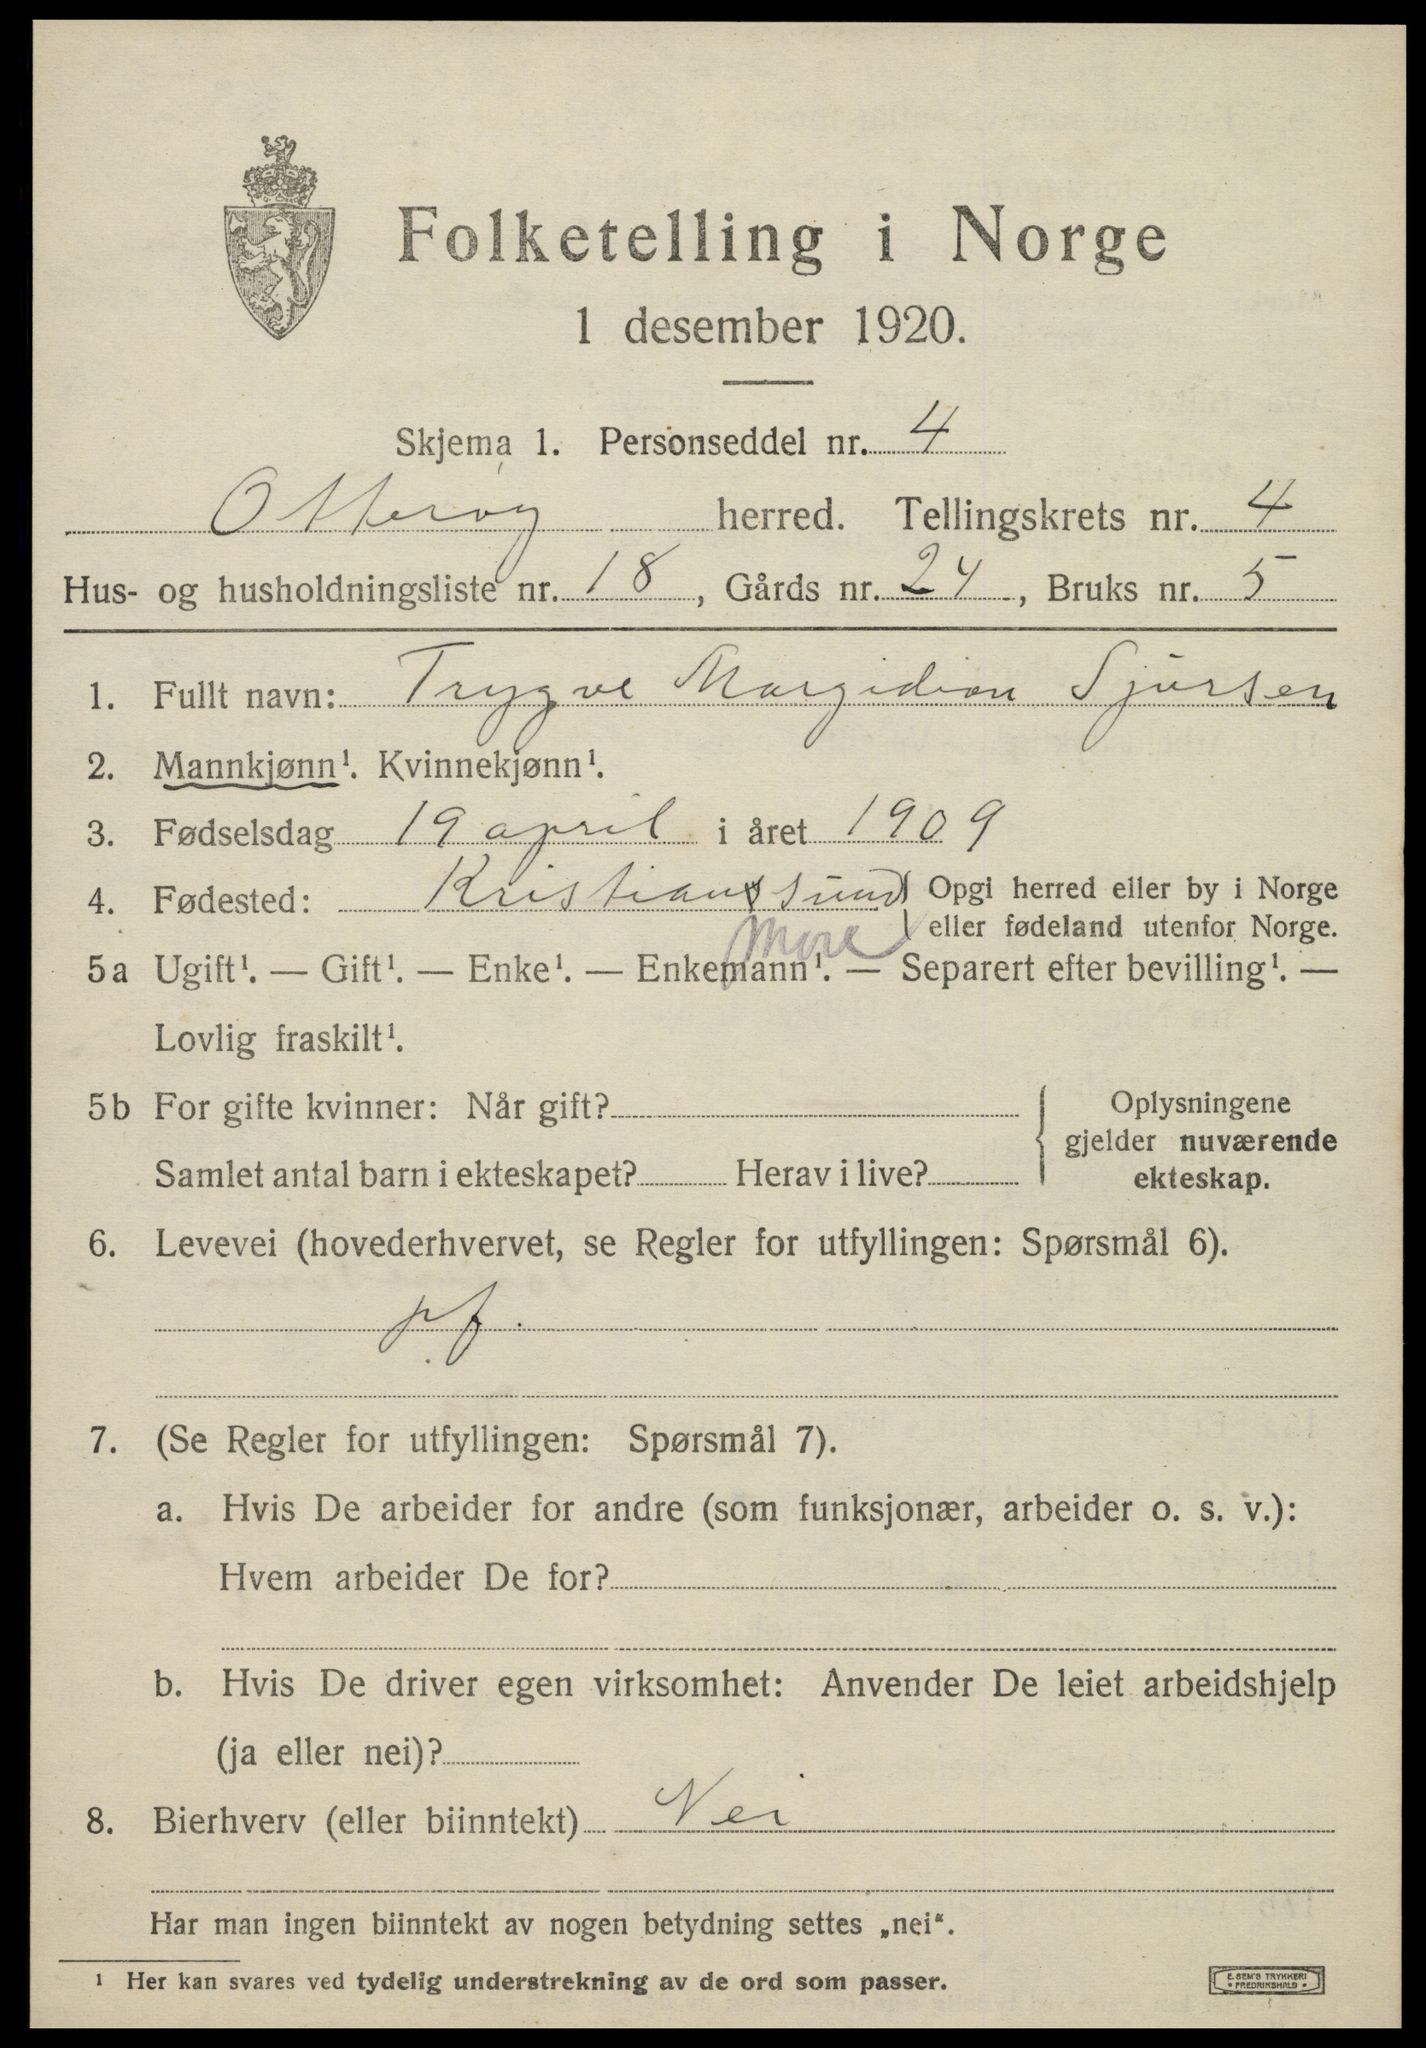 Folketelling i Norge
1 desember 1920.
Skjema 1. Personseddel nr. 4
Otterøy herred. Tellingskrets nr. 4
Hus- og husholdningsliste nr. 18, Gårds nr. 24, Bruks nr. 5
1. Fullt navn: Trygve Margidion Sjursen
2. Mannkjønn¹. Kvinnekjønn¹.
3. Fødselsdag 19 april i året 1909
4. Fødested: Kristianssund Opgi herred eller by i Norge
eller fødeland utenfor Norge.
Møre
5a Ugift¹. — Gift¹. — Enke¹. — Enkemann¹. — Separert efter bevilling¹. —
Lovlig fraskilt¹.
5b For gifte kvinner: Når gift? Oplysningene
gjelder nuværende
Samlet antal barn i ekteskapet? Herav i live? ekteskap.
6. Levevei (hovederhvervet, se Regler for utfyllingen: Spørsmål 6).
pf.
7. (Se Regler for utfyllingen: Spørsmål 7).
a. Hvis De arbeider for andre (som funksjonær, arbeider o. s. v.):
Hvem arbeider De for?
b. Hvis De driver egen virksomhet: Anvender De leiet arbeidshjelp
(ja eller nei)?
8. Bierhverv (eller biinntekt) Nei
Har man ingen biinntekt av nogen betydning settes „nei“.
¹ Her kan svares ved tydelig understrekning av de ord som passer.
E. SEM'S TRYKKERI
• FREDRIKSHALD •